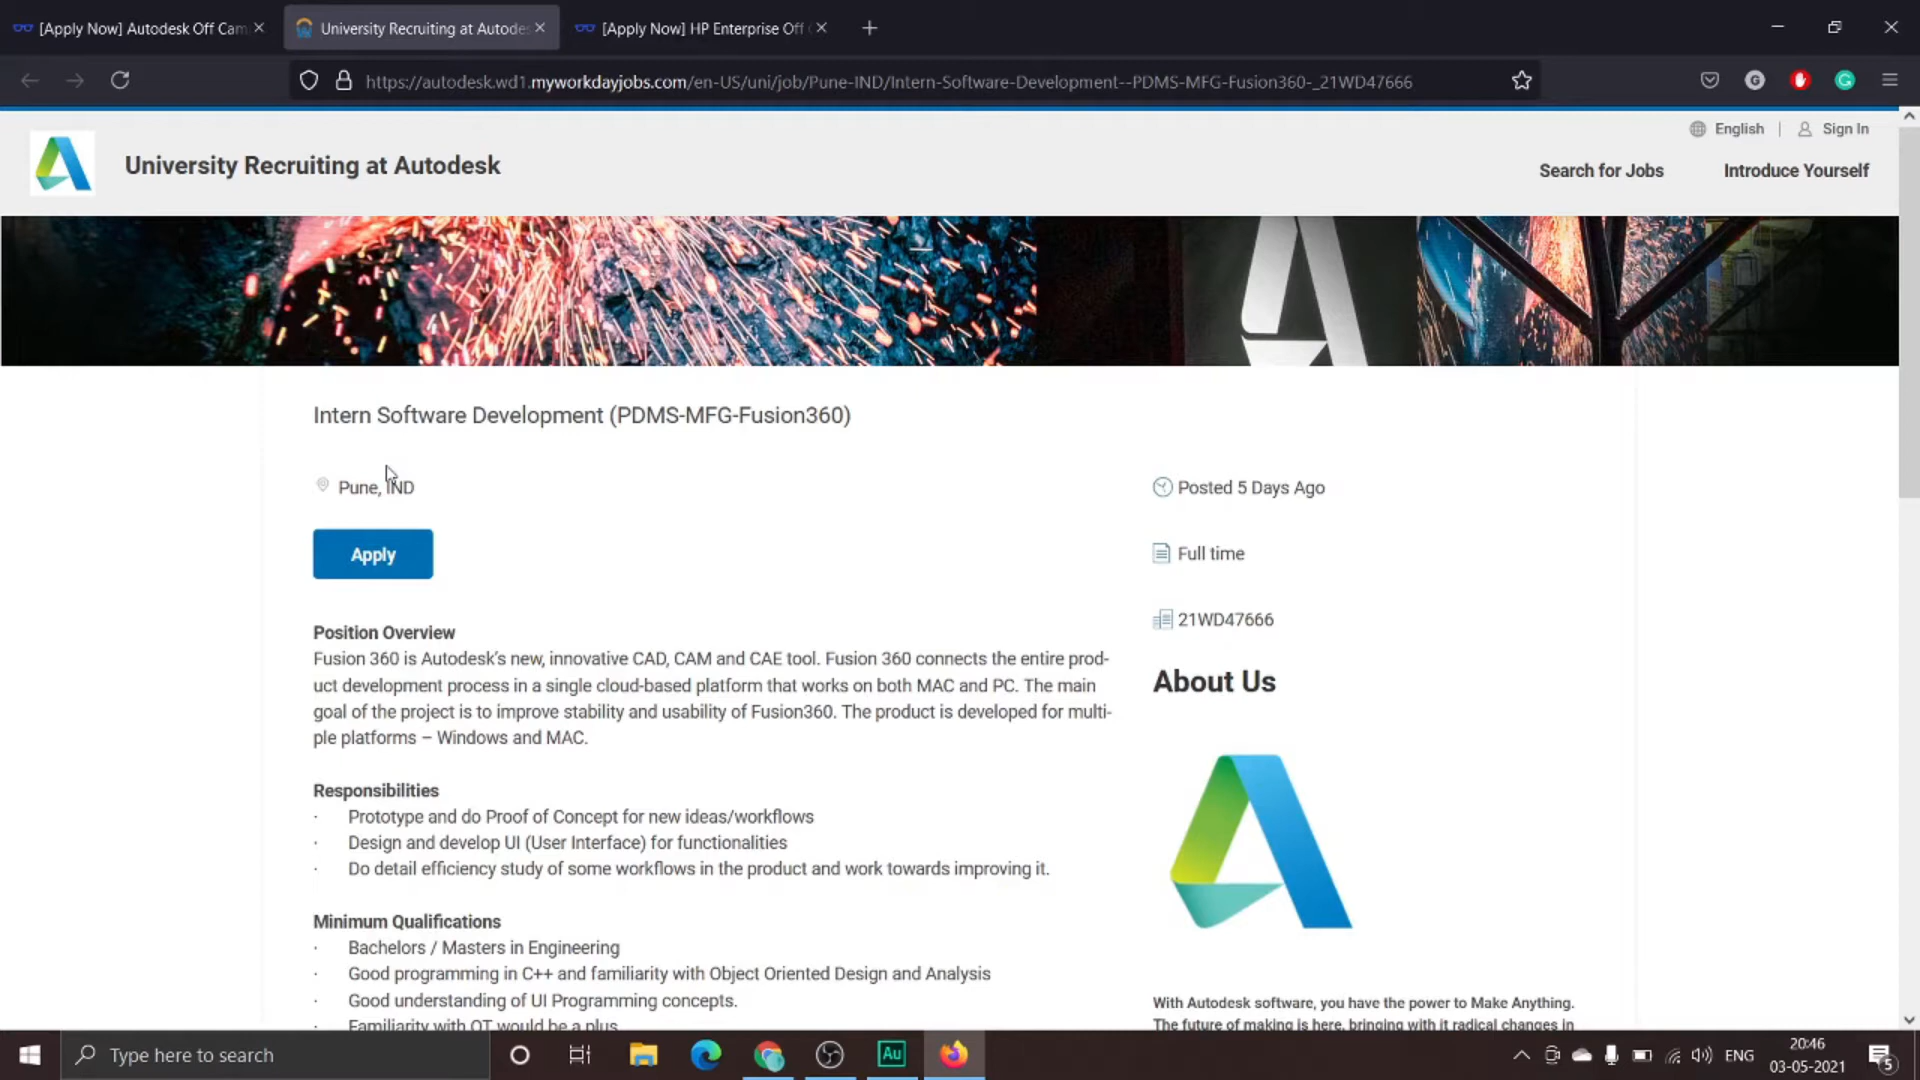 [Apply Now] Autodesk Off Cam
University Recruiting at Autodes
[Apply Now] HP Enterprise Off C
https://autodesk.wd1.myworkdayjobs.com/en-US/uni/job/Pune-IND/Intern-Software-Development--PDMS-MFG-Fusion360-_21WD47666
English | Sign In
University Recruiting at Autodesk
Search for Jobs
Introduce Yourself
Intern Software Development (PDMS-MFG-Fusion360)
Pune, IND
Posted 5 Days Ago
Apply
Full time
21WD47666
Position Overview
Fusion 360 is Autodesk's new, innovative CAD, CAM and CAE tool. Fusion 360 connects the entire prod-
uct development process in a single cloud-based platform that works on both MAC and PC. The main
goal of the project is to improve stability and usability of Fusion360. The product is developed for multi-
ple platforms – Windows and MAC.
Responsibilities
· Prototype and do Proof of Concept for new ideas/workflows
· Design and develop UI (User Interface) for functionalities
· Do detail efficiency study of some workflows in the product and work towards improving it.
Minimum Qualifications
· Bachelors / Masters in Engineering
· Good programming in C++ and familiarity with Object Oriented Design and Analysis
· Good understanding of UI Programming concepts.
· Familiarity with QT would be a plus
About Us
With Autodesk software, you have the power to Make Anything.
The future of making is here, bringing with it radical changes in
Type here to search
Au
ENG
20:46
03-05-2021
5